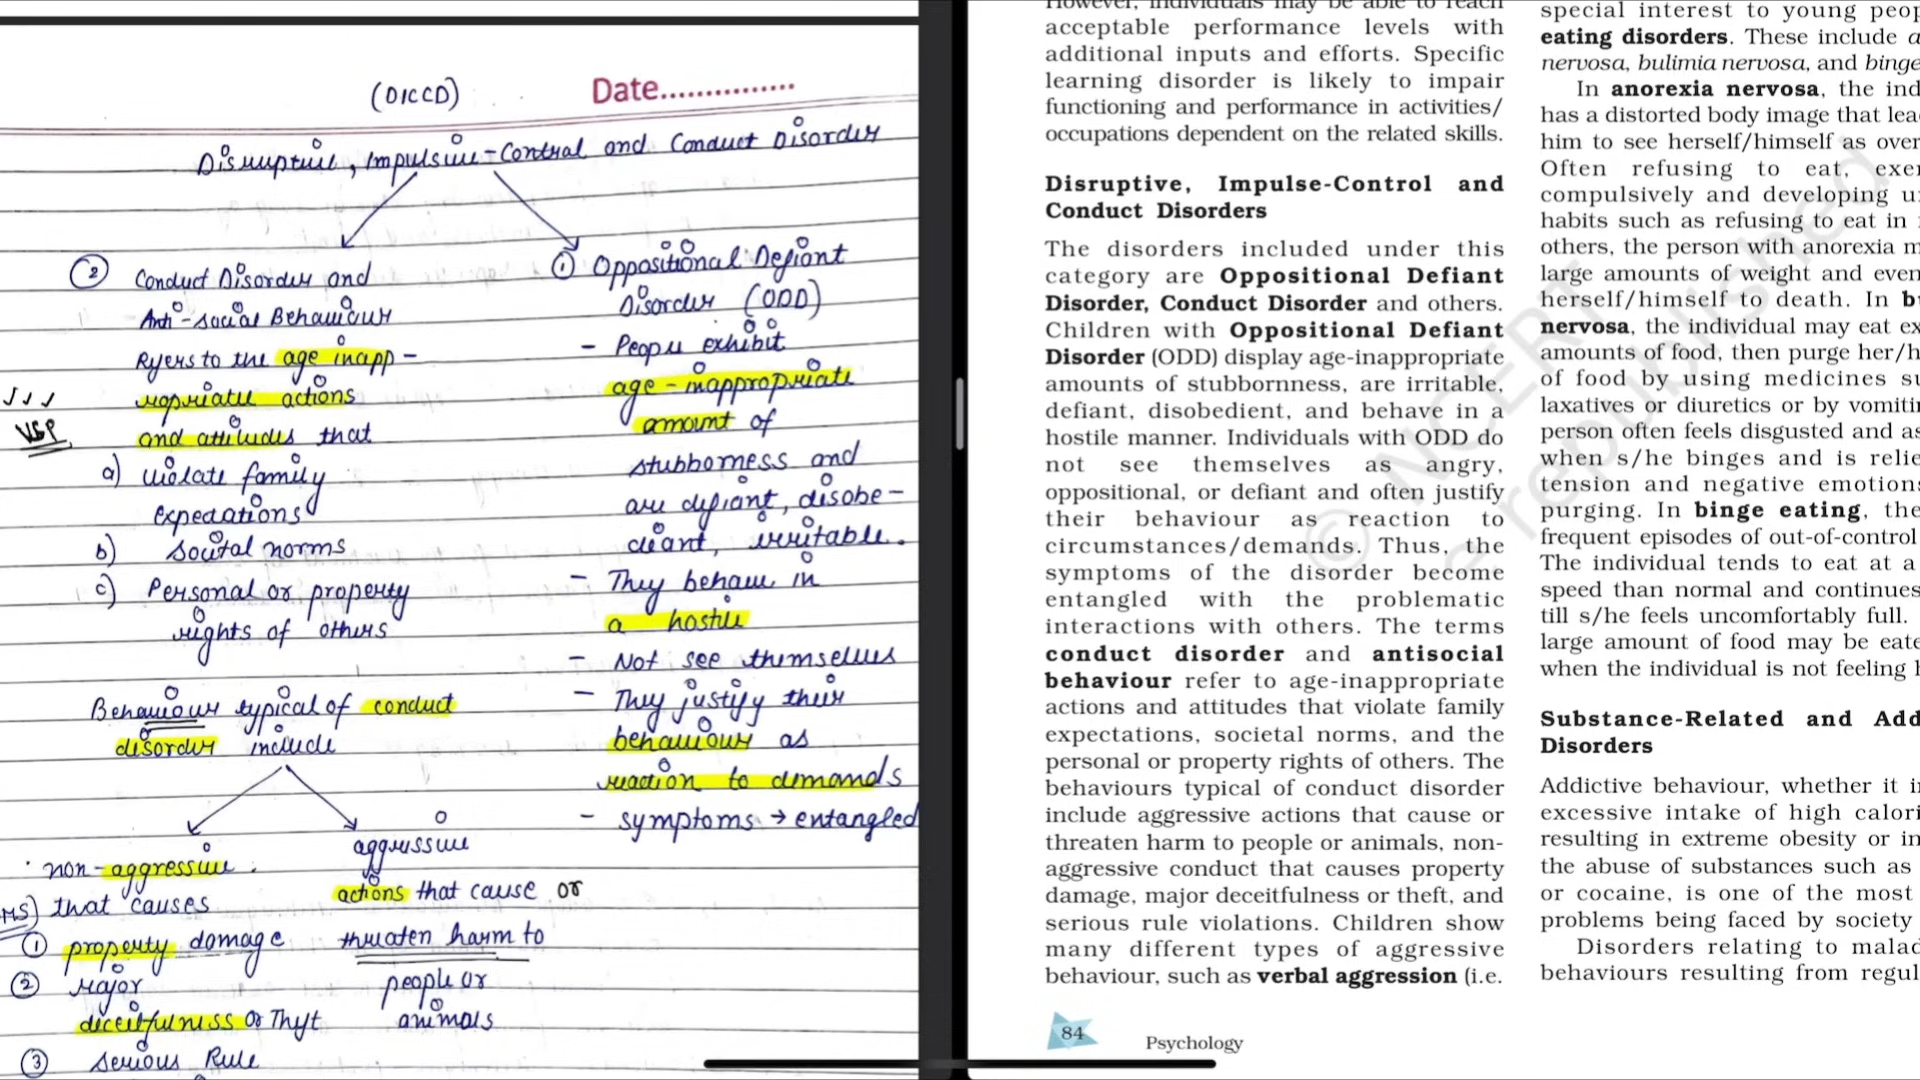 (DICCD)
Date...............
Disruptive, Impulsive-Control and Conduct Disorder
② Conduct Disorder and
Anti-social Behaviour
Refers to the age inapp-
ropriate actions
VSP
and attitudes that
a) violate family
expectations
b) societal norms
c) Personal or property
rights of others
Behaviour typical of conduct
disorder include
non-aggressive
that causes
① property damage
② major
deceitfulness or Theft
③ serious Rule
aggressive
actions that cause or
threaten harm to
people or
animals
① Oppositional Defiant
Disorder (ODD)
- People exhibit
age-inappropriate
amount of
stubborness and
are defiant, disobe-
dient, irritable.
- They behave in
a hostile
- Not see themselves
- They justify their
behaviour as
reaction to demands
- symptoms → entangled
However, individuals may be able to reach
acceptable performance levels with
additional inputs and efforts. Specific
learning disorder is likely to impair
functioning and performance in activities/
occupations dependent on the related skills.
Disruptive, Impulse-Control and
Conduct Disorders
The disorders included under this
category are Oppositional Defiant
Disorder, Conduct Disorder and others.
Children with Oppositional Defiant
Disorder (ODD) display age-inappropriate
amounts of stubbornness, are irritable,
defiant, disobedient, and behave in a
hostile manner. Individuals with ODD do
not see themselves as angry,
oppositional, or defiant and often justify
their behaviour as reaction to
circumstances/demands. Thus, the
symptoms of the disorder become
entangled with the problematic
interactions with others. The terms
conduct disorder and antisocial
behaviour refer to age-inappropriate
actions and attitudes that violate family
expectations, societal norms, and the
personal or property rights of others. The
behaviours typical of conduct disorder
include aggressive actions that cause or
threaten harm to people or animals, non-
aggressive conduct that causes property
damage, major deceitfulness or theft, and
serious rule violations. Children show
many different types of aggressive
behaviour, such as verbal aggression (i.e.
84
Psychology
special interest to young
eating disorders. These include
nervosa, bulimia nervosa, and binge
In anorexia nervosa, the
has a distorted body image that
him to see herself/himself as
Often refusing to eat,
compulsively and developing
habits such as refusing to eat in
others, the person with anorexia
large amounts of weight and even
herself/himself to death. In
nervosa, the individual may eat
amounts of food, then purge
of food by using medicines
laxatives or diuretics or by
person often feels disgusted and
when s/he binges and is
tension and negative emotions
purging. In binge eating, the
frequent episodes of out-of-control
The individual tends to eat at a
speed than normal and continues
till s/he feels uncomfortably full.
large amount of food may be
when the individual is not feeling
Substance-Related and
Disorders
Addictive behaviour, whether it
excessive intake of high
resulting in extreme obesity or
the abuse of substances such as
or cocaine, is one of the most
problems being faced by society
Disorders relating to
behaviours resulting from
© NCERT
republished